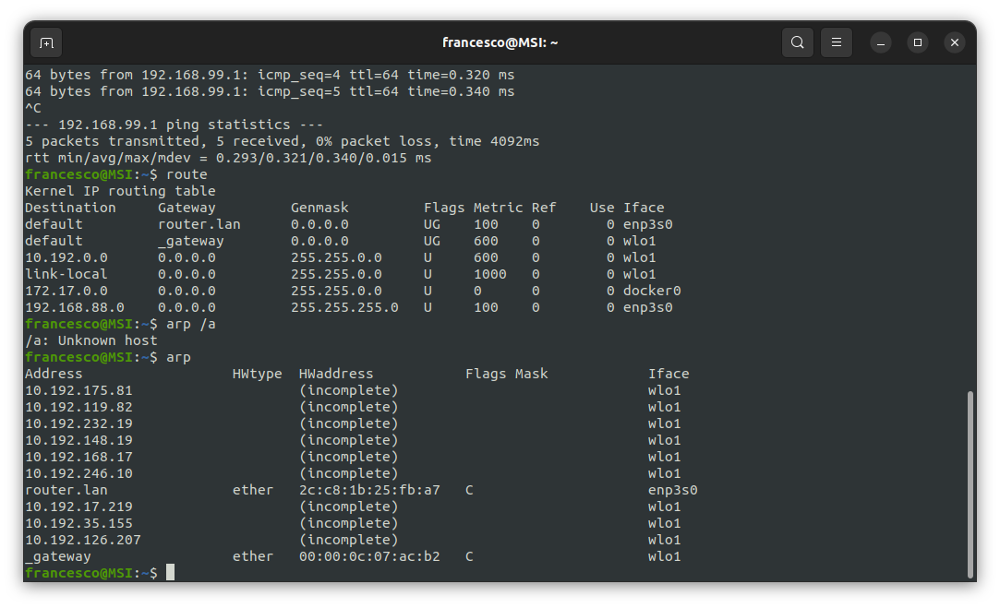 francesco@MSI: ~
64 bytes from 192.168.99.1: icmp_seq=4 ttl=64 time=0.320 ms
64 bytes from 192.168.99.1: icmp_seq=5 ttl=64 time=0.340 ms
^C
--- 192.168.99.1 ping statistics ---
5 packets transmitted, 5 received, 0% packet loss, time 4092ms
rtt min/avg/max/mdev = 0.293/0.321/0.340/0.015 ms
francesco@MSI:~$ route
Kernel IP routing table
Destination     Gateway         Genmask         Flags Metric Ref    Use Iface
default         router.lan      0.0.0.0         UG    100    0        0 enp3s0
default         _gateway        0.0.0.0         UG    600    0        0 wlo1
10.192.0.0      0.0.0.0         255.255.0.0     U     600    0        0 wlo1
link-local      0.0.0.0         255.255.0.0     U     1000   0        0 wlo1
172.17.0.0      0.0.0.0         255.255.0.0     U     0      0        0 docker0
192.168.88.0    0.0.0.0         255.255.255.0   U     100    0        0 enp3s0
francesco@MSI:~$ arp /a
/a: Unknown host
francesco@MSI:~$ arp
Address                  HWtype  HWaddress           Flags Mask            Iface
10.192.175.81                    (incomplete)                              wlo1
10.192.119.82                    (incomplete)                              wlo1
10.192.232.19                    (incomplete)                              wlo1
10.192.148.19                    (incomplete)                              wlo1
10.192.168.17                    (incomplete)                              wlo1
10.192.246.10                    (incomplete)                              wlo1
router.lan               ether   2c:c8:1b:25:fb:a7   C                     enp3s0
10.192.17.219                    (incomplete)                              wlo1
10.192.35.155                    (incomplete)                              wlo1
10.192.126.207                   (incomplete)                              wlo1
_gateway                 ether   00:00:0c:07:ac:b2   C                     wlo1
francesco@MSI:~$